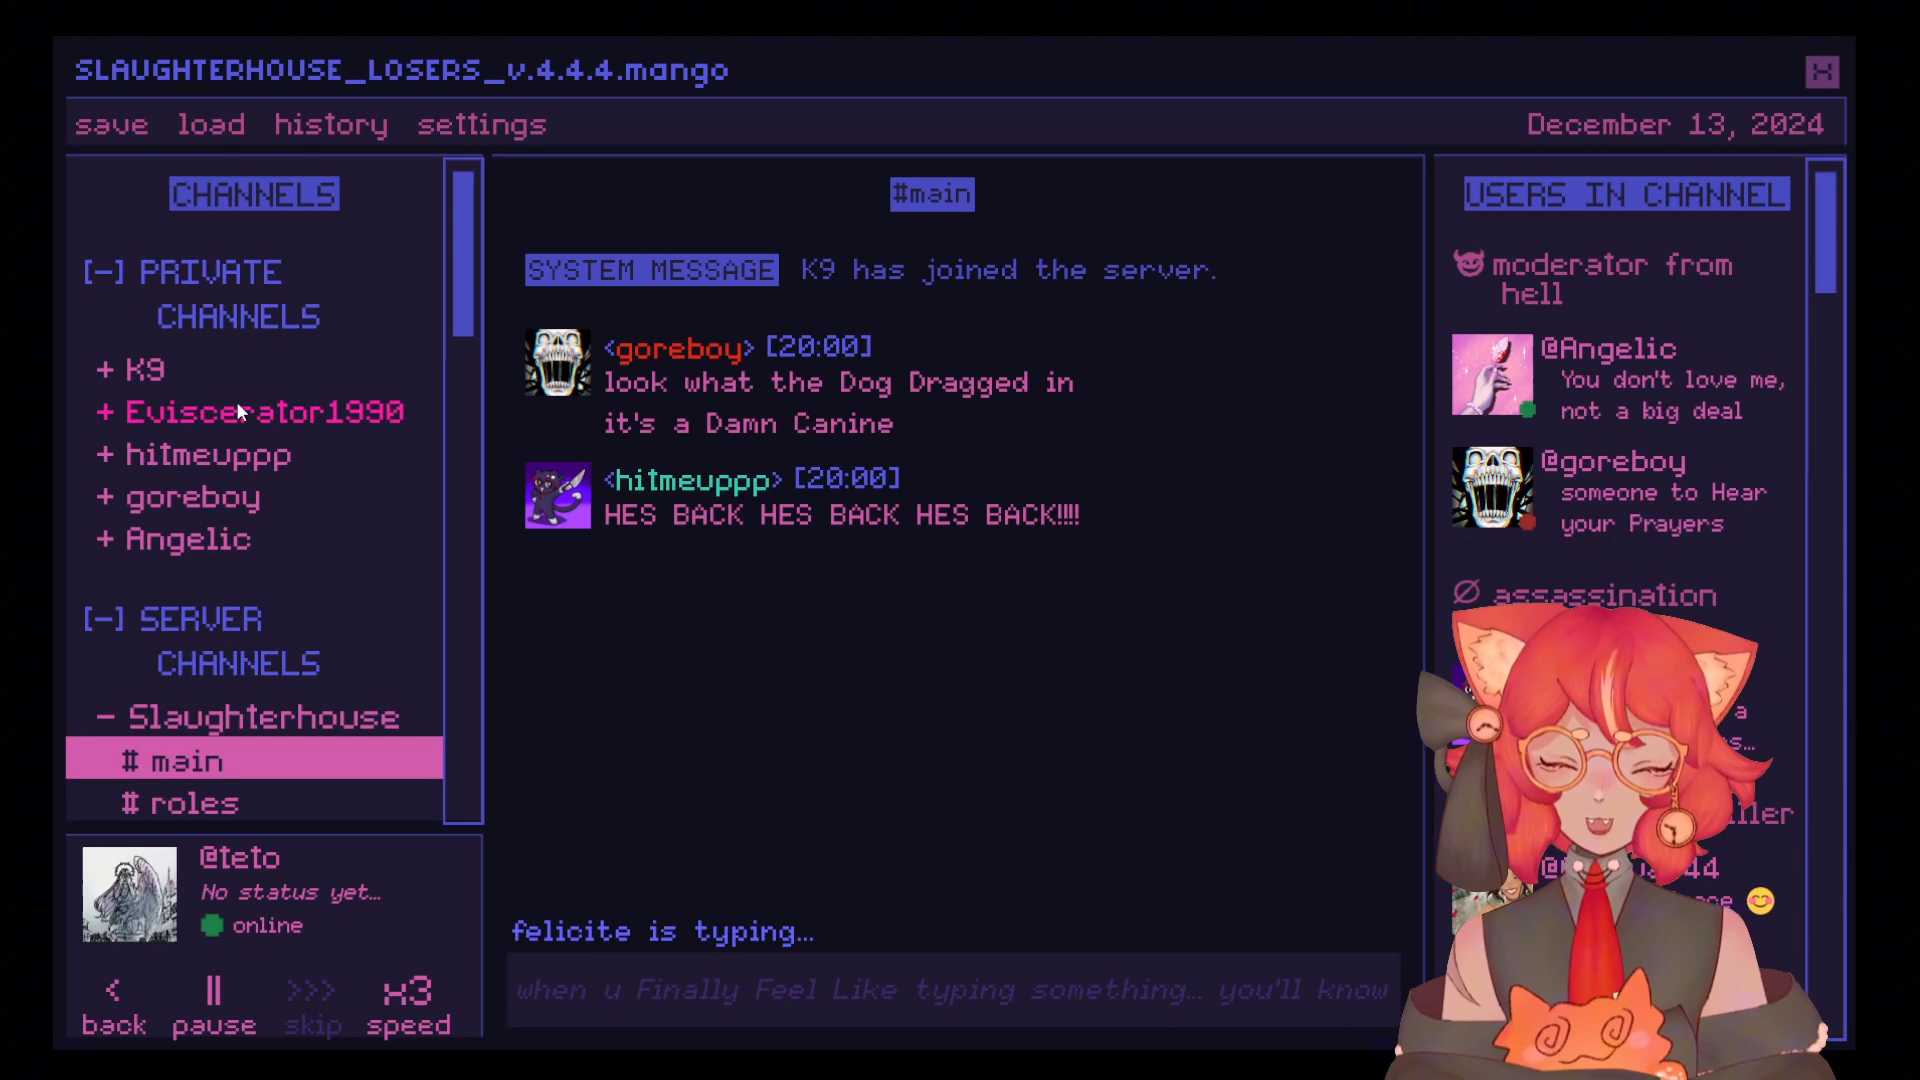 SLAUGHTERHOUSE_LOSERS_v.4.4.4.mango
x
save load history settings
December 13, 2024
CHANNELS
[-] PRIVATE
CHANNELS
+ K9
+ Eviscerator1990
+ hitmeuppp
+ goreboy
+ Angelic
[-] SERVER
CHANNELS
- Slaughterhouse
# main
# roles
@teto
No status yet...
online
< || >>> x3
back pause skip speed
#main
SYSTEM MESSAGE K9 has joined the server.
<goreboy> [20:00]
look what the Dog Dragged in
it's a Damn Canine
<hitmeuppp> [20:00]
HES BACK HES BACK HES BACK!!!!
felicite is typing...
when u Finally Feel Like typing something... you'll know
USERS IN CHANNEL
moderator from
hell
@Angelic
You don't love me,
not a big deal
@goreboy
someone to Hear
your Prayers
assassination
a